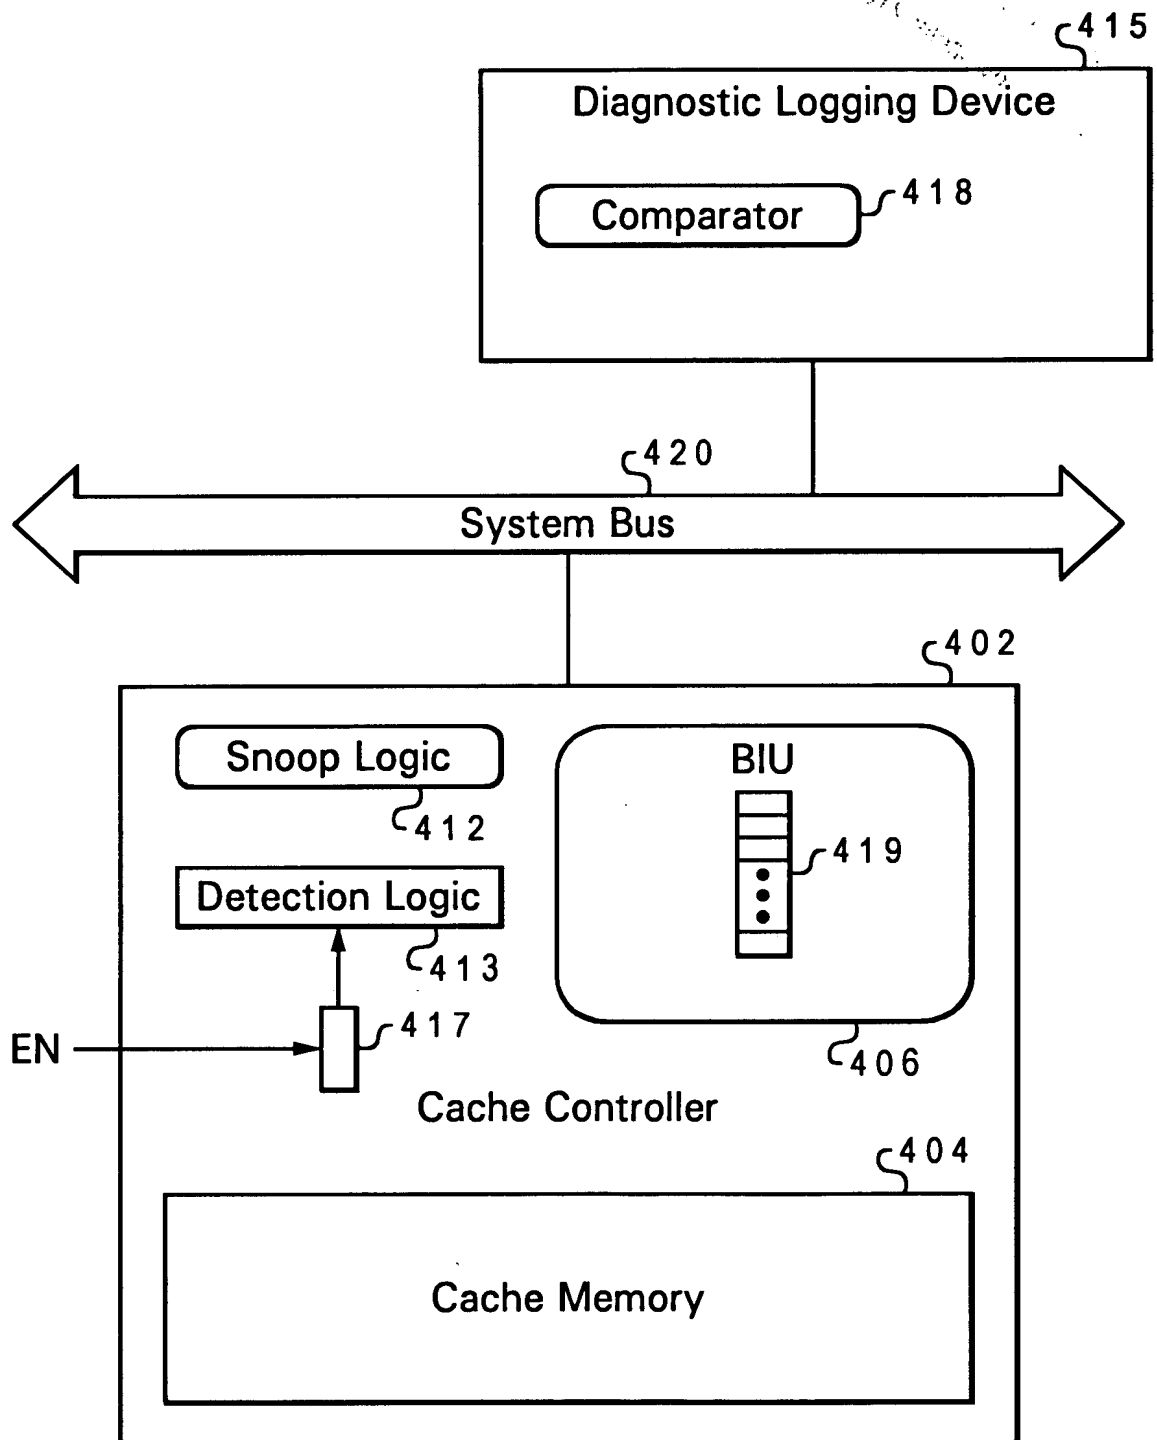 415
Diagnostic Logging Device
Comparator
418
420
System Bus
402
Snoop Logic
412
BIU
419
Detection Logic
413
EN
417
406
Cache Controller
404
Cache Memory